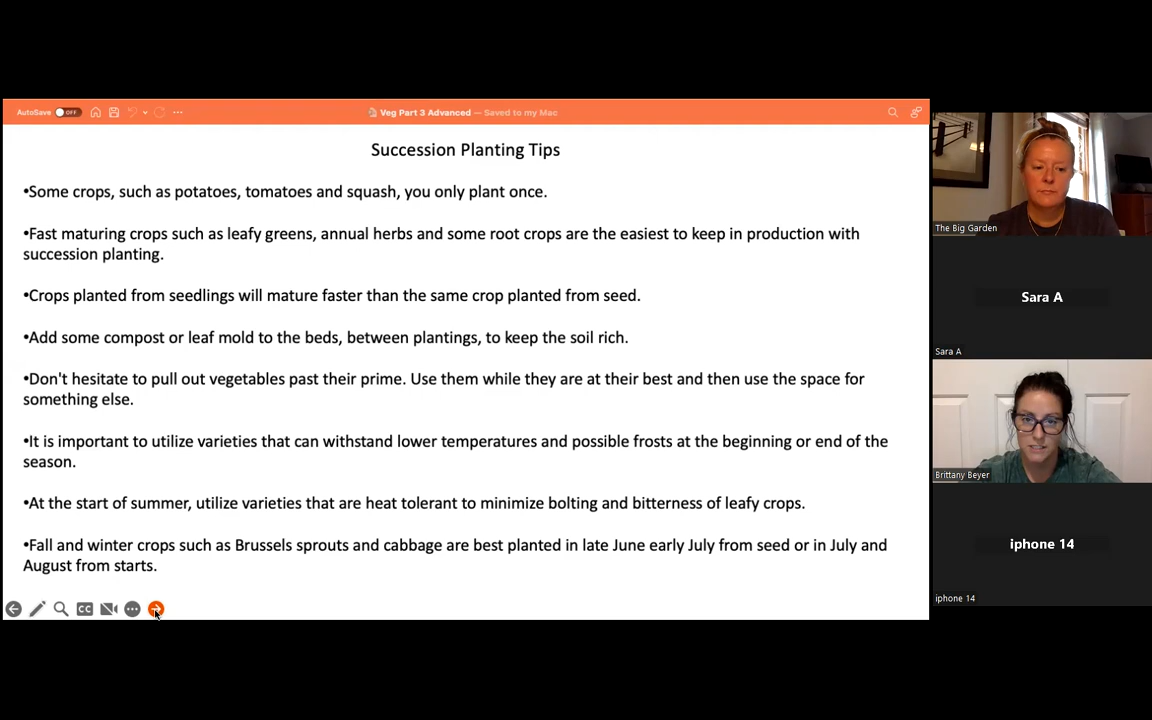 AutoSave OFF
Veg Part 3 Advanced — Saved to my Mac
Succession Planting Tips
•Some crops, such as potatoes, tomatoes and squash, you only plant once.
•Fast maturing crops such as leafy greens, annual herbs and some root crops are the easiest to keep in production with
succession planting.
•Crops planted from seedlings will mature faster than the same crop planted from seed.
•Add some compost or leaf mold to the beds, between plantings, to keep the soil rich.
•Don't hesitate to pull out vegetables past their prime. Use them while they are at their best and then use the space for
something else.
•It is important to utilize varieties that can withstand lower temperatures and possible frosts at the beginning or end of the
season.
•At the start of summer, utilize varieties that are heat tolerant to minimize bolting and bitterness of leafy crops.
•Fall and winter crops such as Brussels sprouts and cabbage are best planted in late June early July from seed or in July and
August from starts.
CC
The Big Garden
Sara A
Sara A
Brittany Beyer
iphone 14
iphone 14